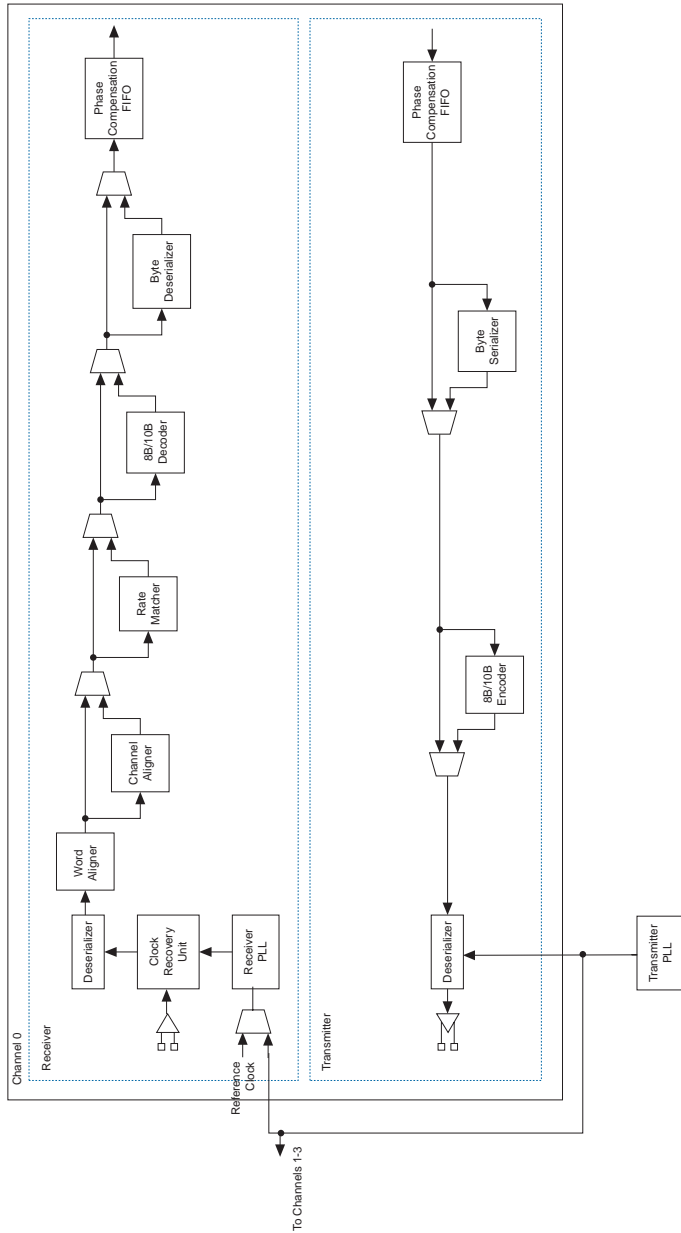 Channel 0
Receiver
Deserializer
Word
Aligner
Clock
Recovery
Unit
Receiver
PLL
Reference
Clock
Channel
Aligner
Rate
Matcher
8B/10B
Decoder
Byte
Deserializer
Phase
Compensation
FIFO
Transmitter
Deserializer
8B/10B
Encoder
Byte
Serializer
Phase
Compensation
FIFO
Transmitter
PLL
To Channels 1-3